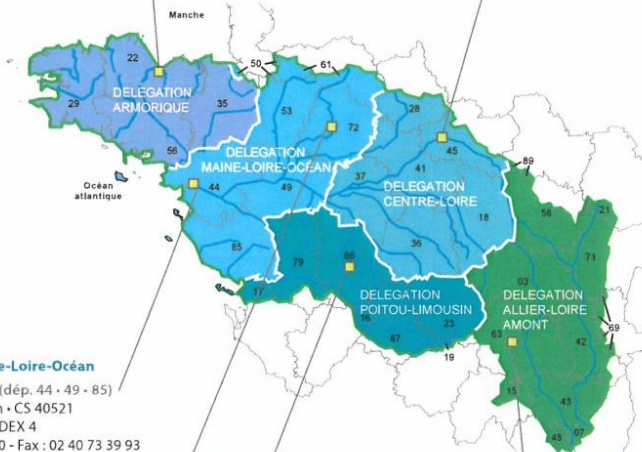 Manche
22
50
61
DELEGATION
ARMORIQUE
29
35
53
28
72
45
56
DELEGATION
MAINE-LOIRE-OCEAN
89
41
37
Océan
atlantique
44
49
DELEGATION
CENTRE-LOIRE
58
21
18
36
85
79
86
71
03
17
DELEGATION
POITOU-LIMOUSIN
DELEGATION
ALLIER-LOIRE
AMONT
16
23
87
19
63
42
69
15
43
48
07
e-Loire-Océan
(dép. 44 • 49 • 85)
• CS 40521
DEX 4
0 - Fax : 02 40 73 39 93